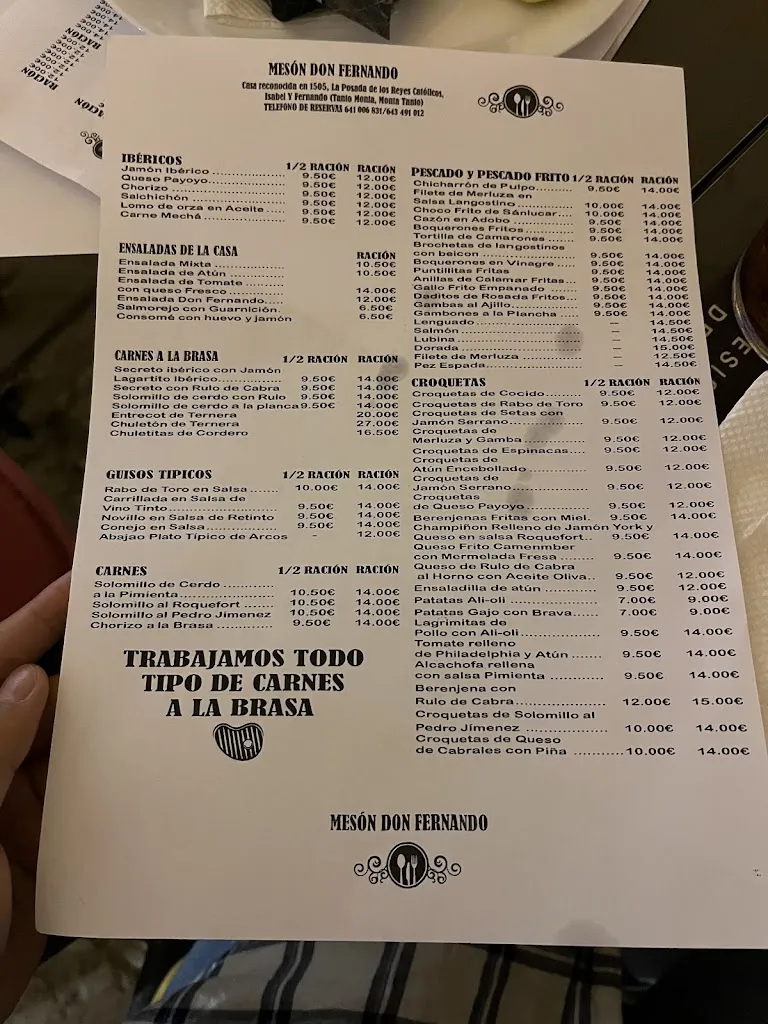 MESÓN DON FERNANDO
Casa reconocida en 1505, La Posada de los Reyes Católicos,
Isabel Y Fernando (Tanto Monta, Monta Tanto)
TELEFONO DE RESERVAS 641 006 831/643 491 012
IBÉRICOS 1/2 RACIÓN RACIÓN
Jamón Ibérico 9.50€ 12.00€
Queso Payoyo 9.50€ 12.00€
Chorizo 9.50€ 12.00€
Salchichón 9.50€ 12.00€
Lomo de orza en Aceite 9.50€ 12.00€
Carne Mechá 9.50€ 12.00€
ENSALADAS DE LA CASA RACIÓN
Ensalada Mixta 10.50€
Ensalada de Atún 10.50€
Ensalada de Tomate
con queso Fresco 14.00€
Ensalada Don Fernando 12.00€
Salmorejo con Guarnición 6.50€
Consomé con huevo y jamón 6.50€
CARNES A LA BRASA 1/2 RACIÓN RACIÓN
Secreto ibérico con Jamón
Lagartito Ibérico 9.50€ 14.00€
Secreto con Rulo de Cabra 9.50€ 14.00€
Solomillo de cerdo con Rulo 9.50€ 14.00€
Solomillo de cerdo a la planca 9.50€ 14.00€
Entrecot de Ternera 20.00€
Chuletón de Ternera 27.00€
Chuletitas de Cordero 16.50€
GUISOS TIPICOS 1/2 RACIÓN RACIÓN
Rabo de Toro en Salsa 10.00€ 14.00€
Carrillada en Salsa de
Vino Tinto 9.50€ 14.00€
Novillo en Salsa de Retinto 9.50€ 14.00€
Conejo en Salsa 9.50€ 14.00€
Abajao Plato Típico de Arcos - 12.00€
CARNES 1/2 RACIÓN RACIÓN
Solomillo de Cerdo
a la Pimienta 10.50€ 14.00€
Solomillo al Roquefort 10.50€ 14.00€
Solomillo al Pedro Jimenez 10.50€ 14.00€
Chorizo a la Brasa 9.50€ 14.00€
TRABAJAMOS TODO
TIPO DE CARNES
A LA BRASA
PESCADO y PESCADO FRITO 1/2 RACIÓN RACIÓN
Chicharrón de Pulpo 9.50€ 14.00€
Filete de Merluza en
Salsa Langostino 10.00€ 14.00€
Choco Frito de Sánlucar 10.00€ 14.00€
Cazón en Adobo 9.50€ 14.00€
Boquerones Fritos 9.50€ 14.00€
Tortilla de Camarones 9.50€ 14.00€
Brochetas de langostinos
con beicon 9.50€ 14.00€
Boquerones en Vinagre 9.50€ 14.00€
Puntillitas Fritas 9.50€ 14.00€
Anillas de Calamar Fritas 9.50€ 14.00€
Gallo Frito Empanado 9.50€ 14.00€
Daditos de Rosada Fritos 9.50€ 14.00€
Gambas al Ajillo 9.50€ 14.00€
Gambones a la Plancha 9.50€ 14.00€
Lenguado - 14.50€
Salmón - 14.50€
Lubina - 14.50€
Dorada - 15.00€
Filete de Merluza - 12.50€
Pez Espada - 14.50€
CROQUETAS 1/2 RACIÓN RACIÓN
Croquetas de Cocido 9.50€ 12.00€
Croquetas de Rabo de Toro 9.50€ 12.00€
Croquetas de Setas con
Jamón Serrano 9.50€ 12.00€
Croquetas de
Merluza y Gamba 9.50€ 12.00€
Croquetas de Espinacas 9.50€ 12.00€
Croquetas de
Atún Encebollado 9.50€ 12.00€
Croquetas de
Jamón Serrano 9.50€ 12.00€
Croquetas
de Queso Payoyo 9.50€ 12.00€
Berenjenas Fritas con Miel 9.50€ 14.00€
Champiñon Relleno de Jamón York y
Queso en salsa Roquefort 9.50€ 14.00€
Queso Frito Camenmber
con Mermelada Fresa 9.50€ 14.00€
Queso de Rulo de Cabra
al Horno con Aceite Oliva 9.50€ 12.00€
Ensaladilla de atún 9.50€ 12.00€
Patatas Ali-oli 7.00€ 9.00€
Patatas Gajo con Brava 7.00€ 9.00€
Lagrimitas de
Pollo con Ali-oli 9.50€ 14.00€
Tomate relleno
de Philadelphia y Atún 9.50€ 14.00€
Alcachofa rellena
con salsa Pimienta 9.50€ 14.00€
Berenjena con
Rulo de Cabra 12.00€ 15.00€
Croquetas de Solomillo al
Pedro Jímenez 10.00€ 14.00€
Croquetas de Queso
de Cabrales con Piña 10.00€ 14.00€
MESÓN DON FERNANDO
RACIÓN
12.00€
RACIÓN